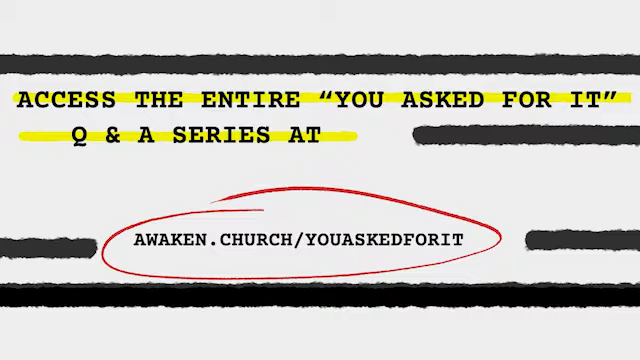 ACCESS THE ENTIRE “YOU ASKED FOR IT”
Q & A SERIES AT
AWAKEN.CHURCH/YOUASKEDFORIT